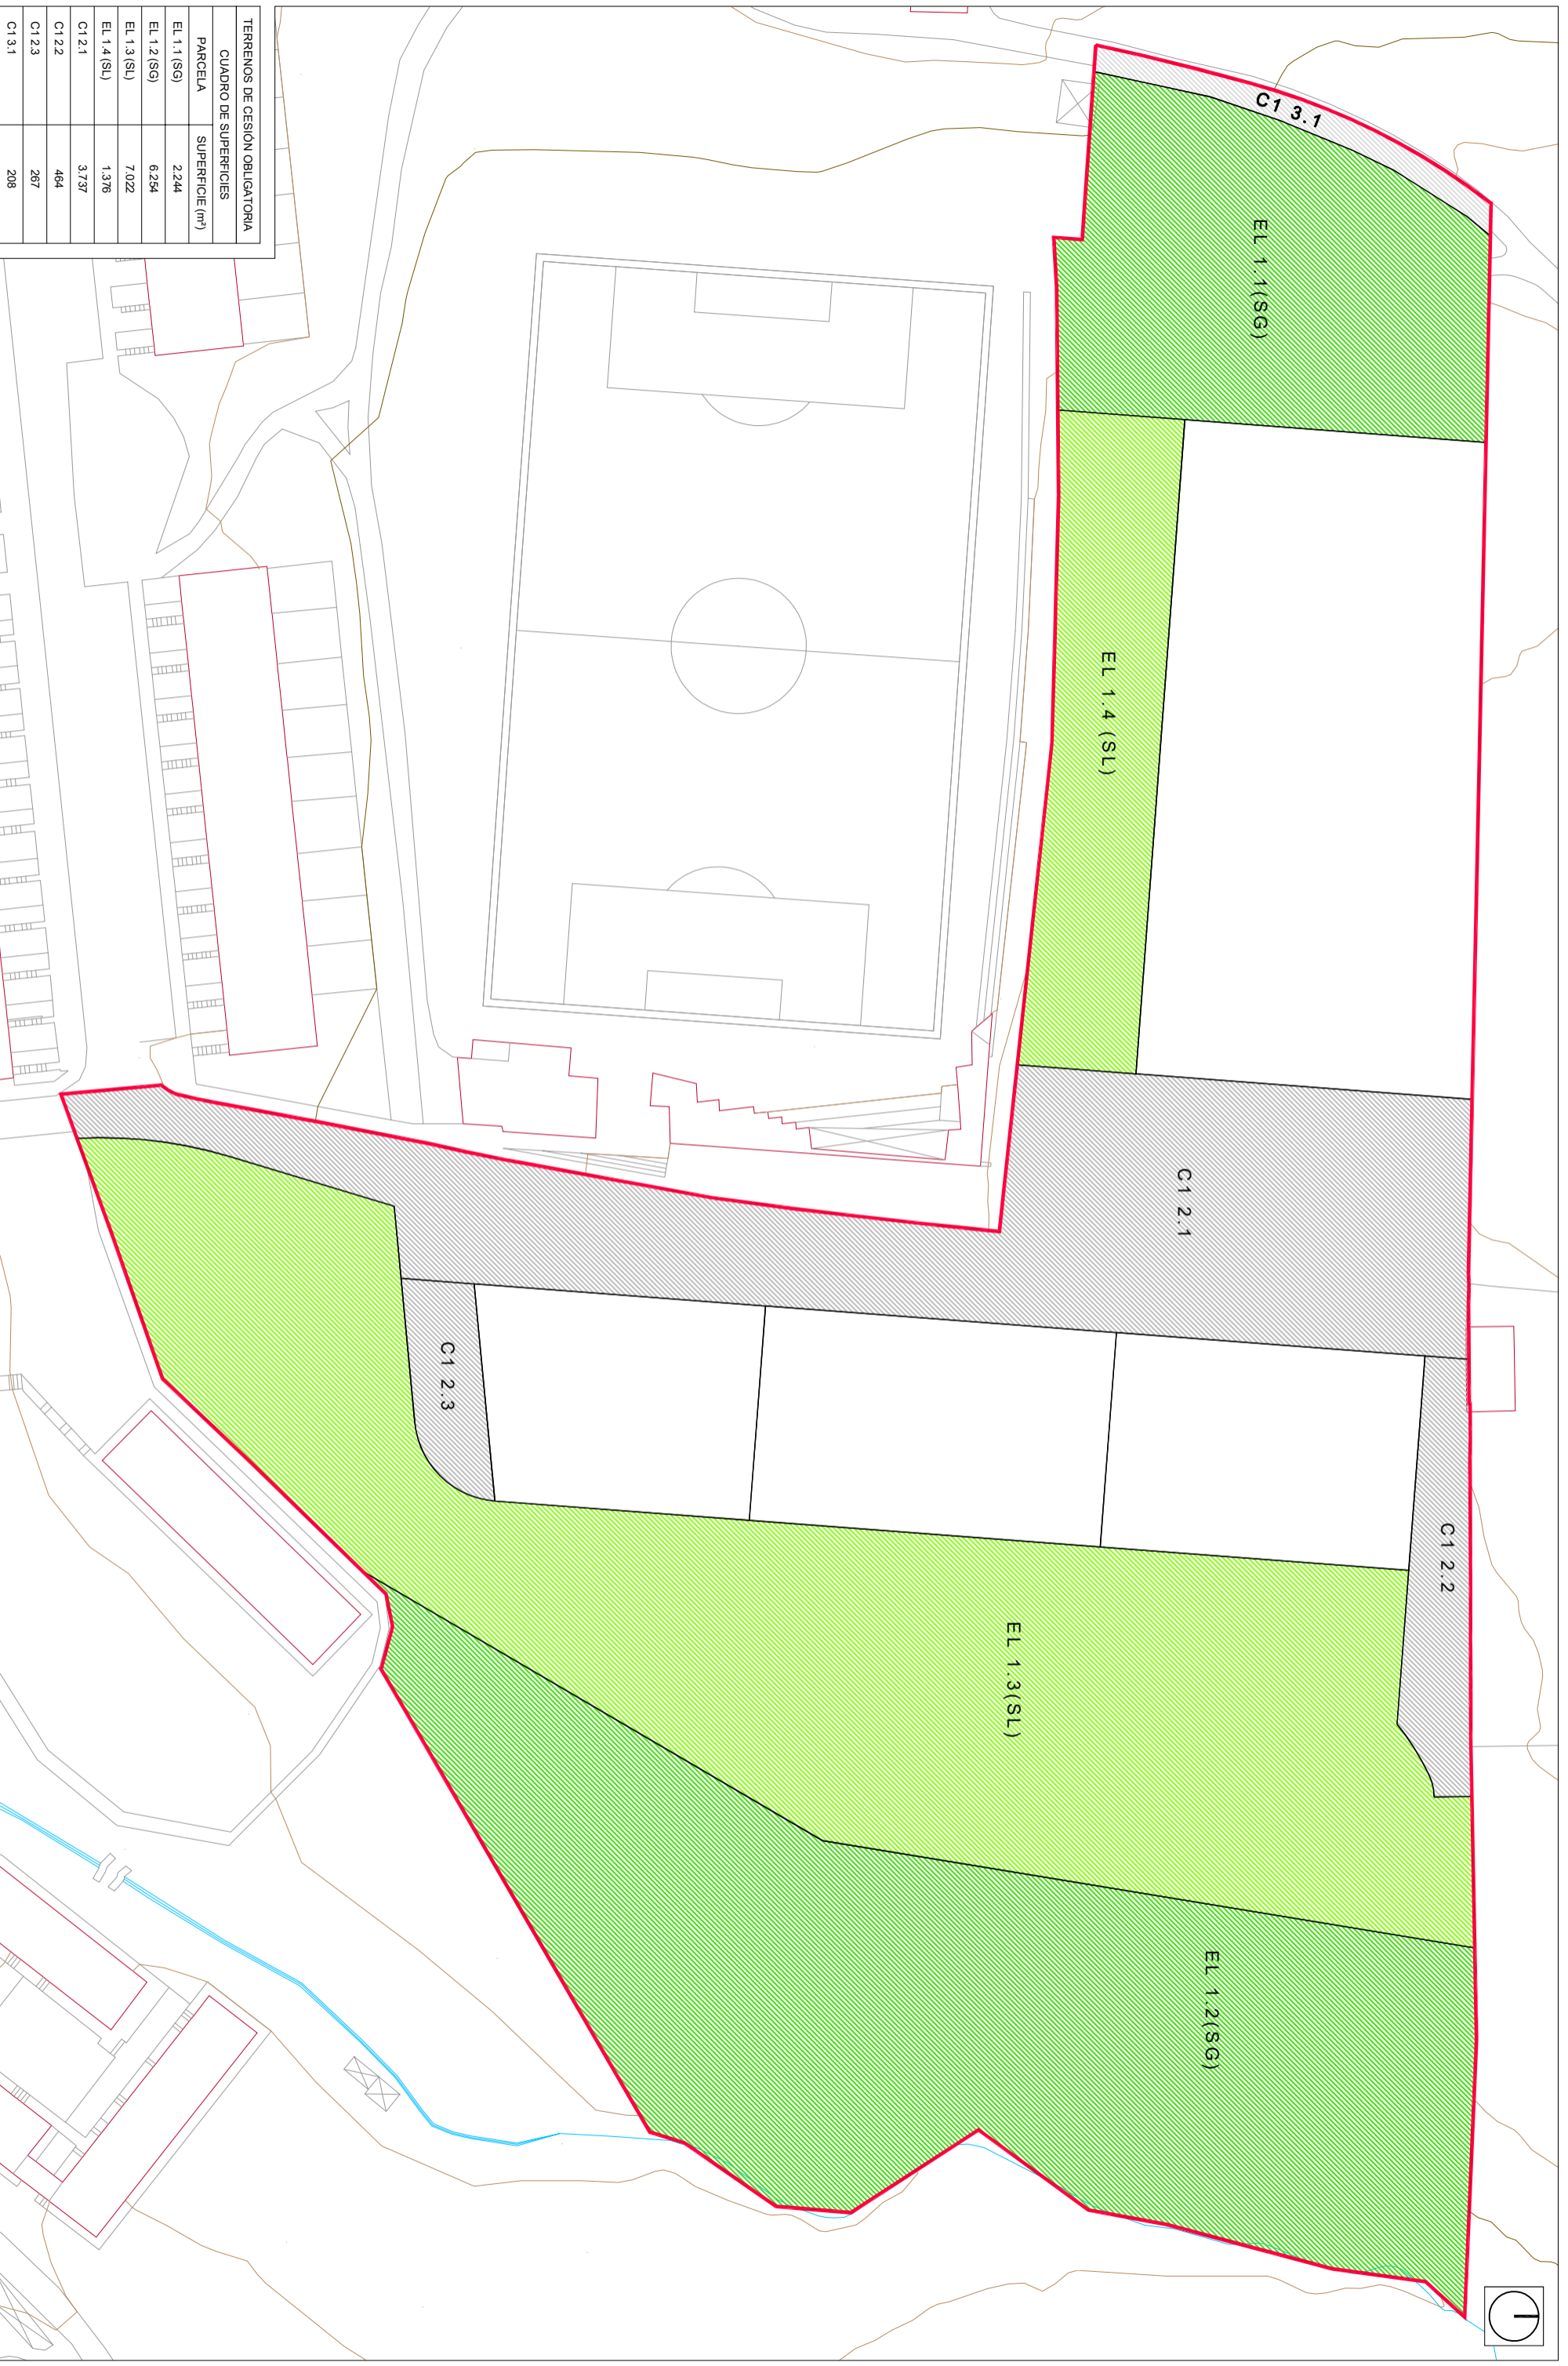 TERRENOS DE CESIÓN OBLIGATORIA
CUADRO DE SUPERFICIES
PARCELA SUPERFICIE (m²)
EL 1.1 (SG) 2.244
EL 1.2 (SG) 6.254
EL 1.3 (SL) 7.022
EL 1.4 (SL) 1.376
C1 2.1 3.737
C1 2.2 464
C1 2.3 267
C1 3.1 208
C1 3.1
EL 1.1(SG)
EL 1.4 (SL)
C1 2.1
C1 2.3
C1 2.2
EL 1.3(SL)
EL 1.2(SG)